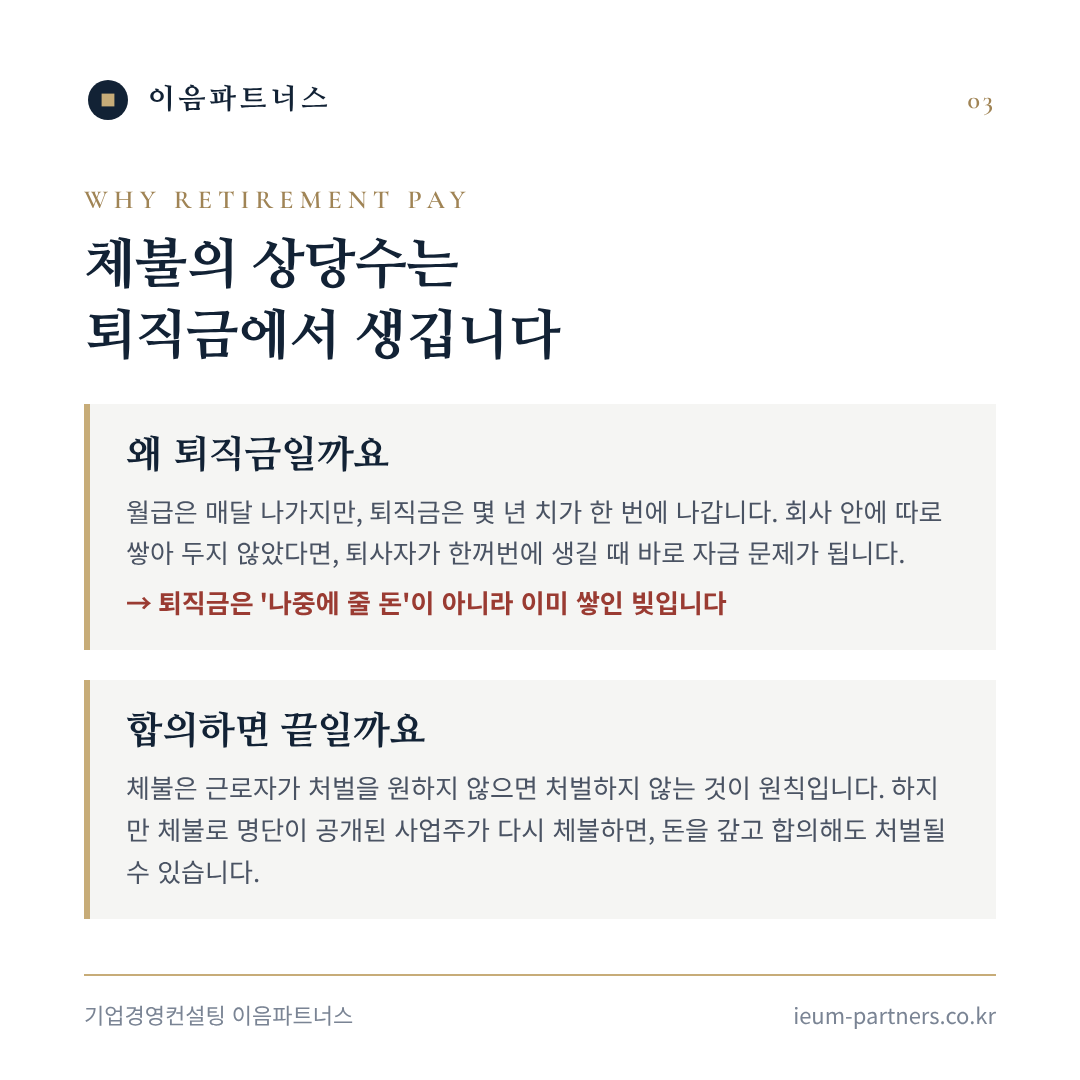 이음파트너스
03
WHY RETIREMENT PAY
체불의 상당수는
퇴직금에서 생깁니다
왜 퇴직금일까요
월급은 매달 나가지만, 퇴직금은 몇 년 치가 한 번에 나갑니다. 회사 안에 따로
쌓아 두지 않았다면, 퇴사자가 한꺼번에 생길 때 바로 자금 문제가 됩니다.
→ 퇴직금은 '나중에 줄 돈'이 아니라 이미 쌓인 빚입니다
합의하면 끝일까요
체불은 근로자가 처벌을 원하지 않으면 처벌하지 않는 것이 원칙입니다. 하지
만 체불로 명단이 공개된 사업주가 다시 체불하면, 돈을 갚고 합의해도 처벌될
수 있습니다.
기업경영컨설팅 이음파트너스
ieum-partners.co.kr